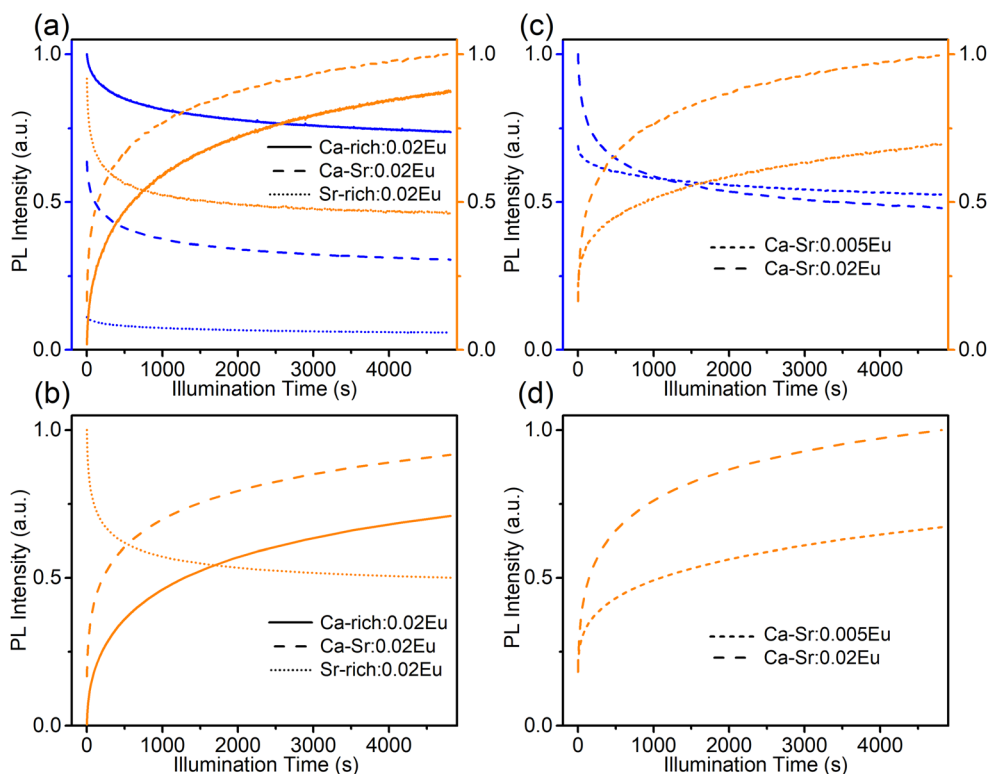 (a)
1.0
0.5
0.0
PL Intensity (a.u.)
1.0
0.5
0.0
Ca-rich:0.02Eu
Ca-Sr:0.02Eu
Sr-rich:0.02Eu
0 1000 2000 3000 4000
Illumination Time (s)
(c)
1.0
0.5
0.0
PL Intensity (a.u.)
1.0
0.5
0.0
Ca-Sr:0.005Eu
Ca-Sr:0.02Eu
0 1000 2000 3000 4000
Illumination Time (s)
(b)
1.0
0.5
0.0
PL Intensity (a.u.)
Ca-rich:0.02Eu
Ca-Sr:0.02Eu
Sr-rich:0.02Eu
0 1000 2000 3000 4000
Illumination Time (s)
(d)
1.0
0.5
0.0
PL Intensity (a.u.)
Ca-Sr:0.005Eu
Ca-Sr:0.02Eu
0 1000 2000 3000 4000
Illumination Time (s)